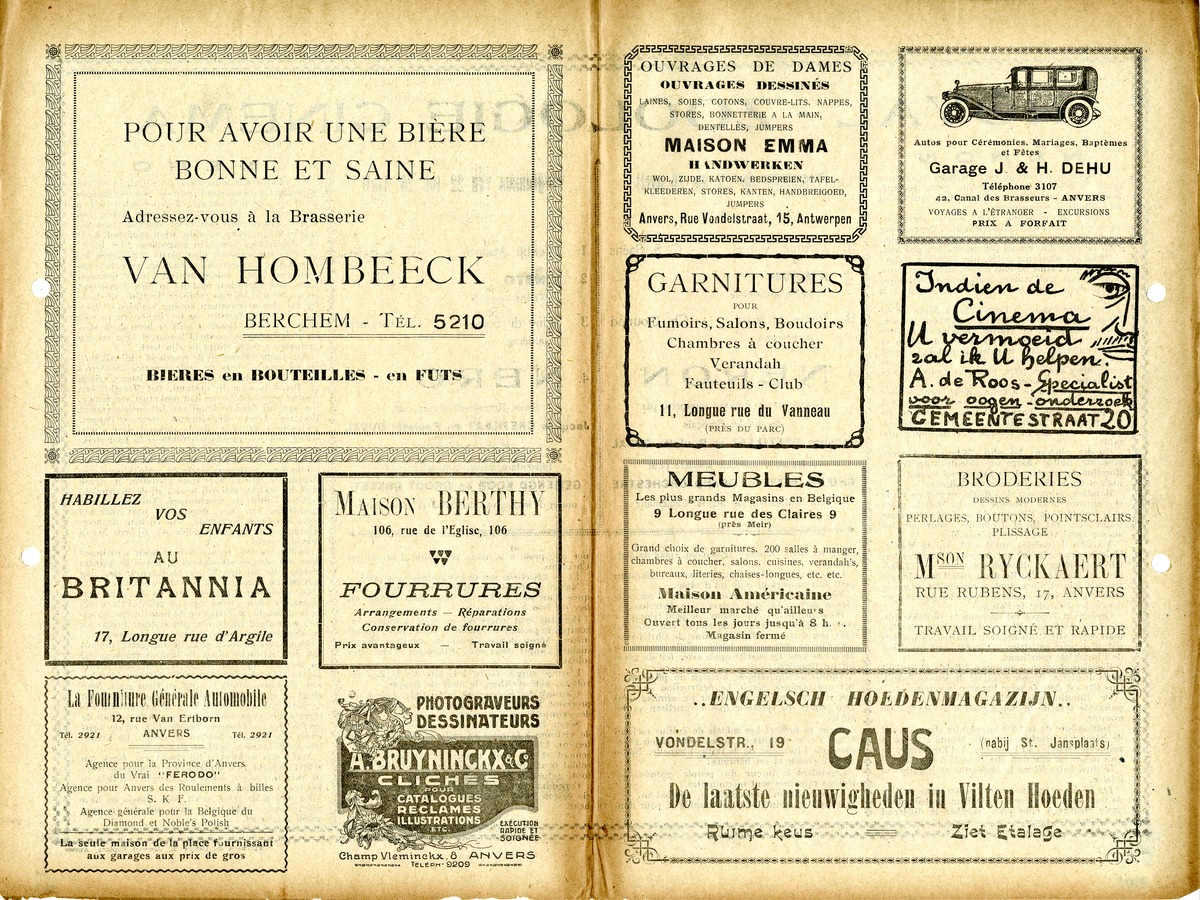 POUR AVOIR UNE BIÈRE
BONNE ET SAINE
Adressez-vous à la Brasserie
VAN HOMBEECK
BERCHEM - TÉL. 5210
BIERES en BOUTEILLES - en FUTS
HABILLEZ
VOS
ENFANTS
AU
BRITANNIA
17, Longue rue d'Argile
MAISON BERTHY
106, rue de l'Eglise, 106
FOURRURES
Arrangements — Réparations
Conservation de fourrures
Prix avantageux — Travail soigné
La Fourniture Générale Automobile
12, rue Van Ertborn
Tél. 2921 ANVERS Tél. 2921
Agence pour la Province d'Anvers
du Vrai "FERODO"
Agence pour Anvers des Roulements à billes
S. K. F.
Agence générale pour la Belgique du
Diamond et Noble's Polish
La seule maison de la place fournissant
aux garages aux prix de gros
PHOTOGRAVEURS
DESSINATEURS
A. BRUYNINCKX & Co
CLICHÉS
POUR
CATALOGUES
RECLAMES
ILLUSTRATIONS
ETC.
EXÉCUTION
RAPIDE ET
SOIGNÉE
Champ Vleminckx, 8 ANVERS
TELEPH. 9209
OUVRAGES DE DAMES
OUVRAGES DESSINÉS
LAINES, SOIES, COTONS, COUVRE-LITS, NAPPES,
STORES, BONNETTERIE A LA MAIN,
DENTELLES, JUMPERS
MAISON EMMA
HANDWERKEN
WOL, ZIJDE, KATOEN, BEDSPREIEN, TAFEL-
KLEEDEREN, STORES, KANTEN, HANDBREIGOED,
JUMPERS
Anvers, Rue Vondelstraat, 15, Antwerpen
Autos pour Cérémonies, Mariages, Baptèmes
et Fêtes
Garage J. & H. DEHU
Téléphone 3107
42, Canal des Brasseurs - ANVERS
VOYAGES A L'ÉTRANGER - EXCURSIONS
PRIX A FORFAIT
GARNITURES
POUR
Fumoirs, Salons, Boudoirs
Chambres à coucher
Verandah
Fauteuils - Club
11, Longue rue du Vanneau
(PRÈS DU PARC)
Indien de
Cinema
U vermoeid
zal ik U helpen.
A. de Roos - Specialist
voor oogen - onderzoek
GEMEENTESTRAAT 20
MEUBLES
Les plus grands Magasins en Belgique
9 Longue rue des Claires 9
(près Meir)
Grand choix de garnitures. 200 salles à manger,
chambres à coucher, salons, cuisines, verandah's,
bureaux, literies, chaises-longues, etc. etc.
Maison Américaine
Meilleur marché qu'ailleurs
Ouvert tous les jours jusqu'à 8 h.
Magasin fermé
BRODERIES
DESSINS MODERNES
PERLAGES, BOUTONS, POINTSCLAIRS
PLISSAGE
MSON RYCKAERT
RUE RUBENS, 17, ANVERS
TRAVAIL SOIGNÉ ET RAPIDE
..ENGELSCH HOEDENMAGAZIJN..
VONDELSTR., 19 CAUS (nabij St. Jansplaats)
De laatste nieuwigheden in Vilten Hoeden
Ruime keus Ziet Etalage